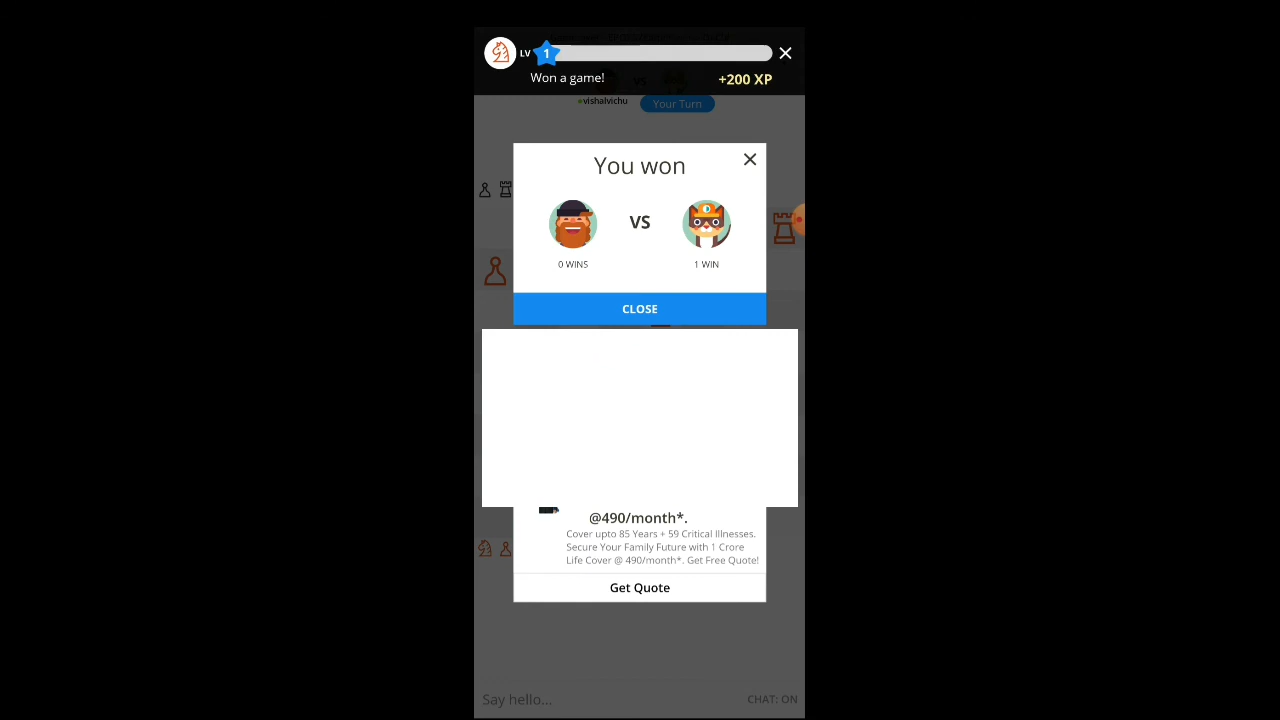 LV 1
Won a game!
+200 XP
vishalvichu
Your Turn
You won
VS
0 WINS
1 WIN
CLOSE
@490/month*.
Cover upto 85 Years + 59 Critical Illnesses.
Secure Your Family Future with 1 Crore
Life Cover @ 490/month*. Get Free Quote!
Get Quote
Say hello...
CHAT: ON